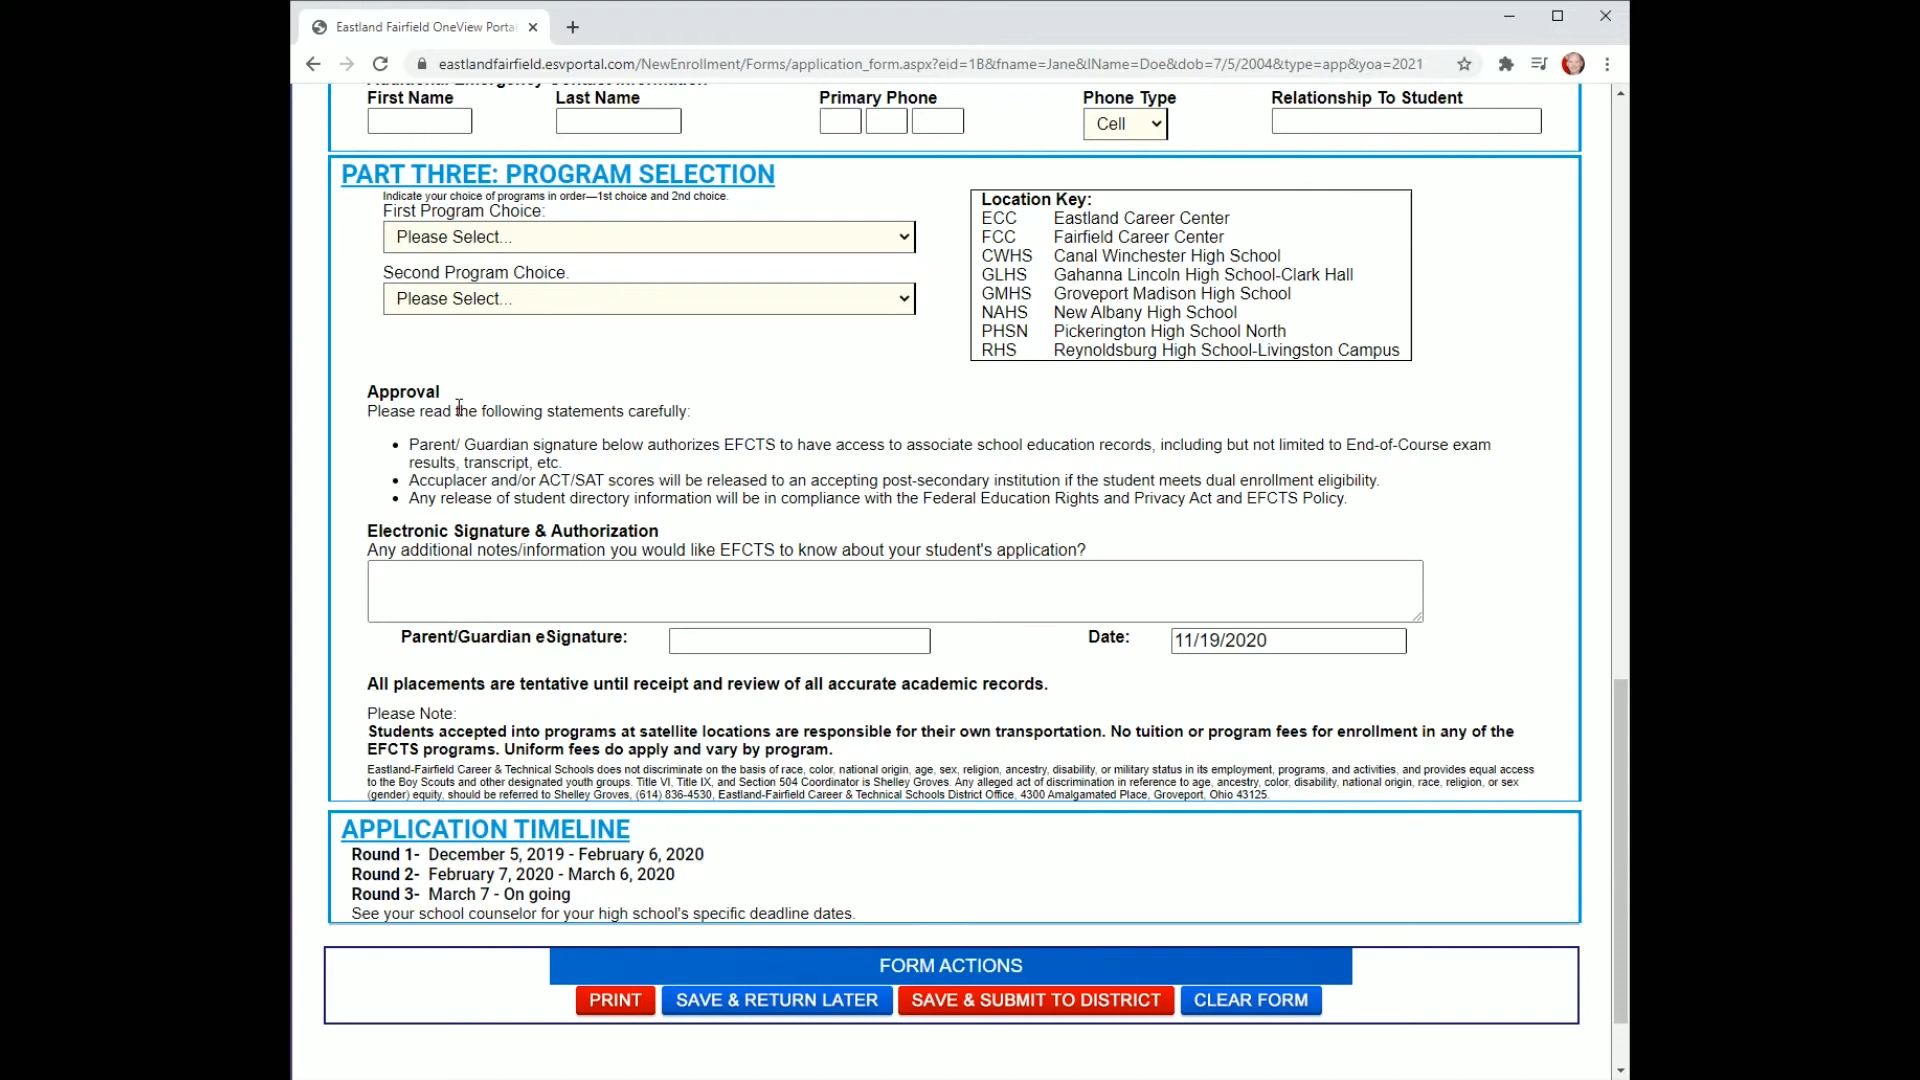 Eastland Fairfield OneView Porta
eastlandfairfield.esvportal.com/NewEnrollment/Forms/application_form.aspx?eid=1B&fname=Jane&lName=Doe&dob=7/5/2004&type=app&yoa=2021
Additional Emergency Contact Information
First Name Last Name Primary Phone Phone Type Relationship To Student
Cell
PART THREE: PROGRAM SELECTION
Indicate your choice of programs in order—1st choice and 2nd choice.
First Program Choice:
Please Select...
Second Program Choice.
Please Select...
Location Key:
ECC Eastland Career Center
FCC Fairfield Career Center
CWHS Canal Winchester High School
GLHS Gahanna Lincoln High School-Clark Hall
GMHS Groveport Madison High School
NAHS New Albany High School
PHSN Pickerington High School North
RHS Reynoldsburg High School-Livingston Campus
Approval
Please read the following statements carefully:
• Parent/ Guardian signature below authorizes EFCTS to have access to associate school education records, including but not limited to End-of-Course exam
results, transcript, etc.
• Accuplacer and/or ACT/SAT scores will be released to an accepting post-secondary institution if the student meets dual enrollment eligibility.
• Any release of student directory information will be in compliance with the Federal Education Rights and Privacy Act and EFCTS Policy.
Electronic Signature & Authorization
Any additional notes/information you would like EFCTS to know about your student's application?
Parent/Guardian eSignature: Date: 11/19/2020
All placements are tentative until receipt and review of all accurate academic records.
Please Note:
Students accepted into programs at satellite locations are responsible for their own transportation. No tuition or program fees for enrollment in any of the
EFCTS programs. Uniform fees do apply and vary by program.
Eastland-Fairfield Career & Technical Schools does not discriminate on the basis of race, color, national origin, age, sex, religion, ancestry, disability, or military status in its employment, programs, and activities, and provides equal access
to the Boy Scouts and other designated youth groups. Title VI, Title IX, and Section 504 Coordinator is Shelley Groves. Any alleged act of discrimination in reference to age, ancestry, color, disability, national origin, race, religion, or sex
(gender) equity, should be referred to Shelley Groves, (614) 836-4530, Eastland-Fairfield Career & Technical Schools District Office, 4300 Amalgamated Place, Groveport, Ohio 43125.
APPLICATION TIMELINE
Round 1- December 5, 2019 - February 6, 2020
Round 2- February 7, 2020 - March 6, 2020
Round 3- March 7 - On going
See your school counselor for your high school's specific deadline dates.
FORM ACTIONS
PRINT SAVE & RETURN LATER SAVE & SUBMIT TO DISTRICT CLEAR FORM